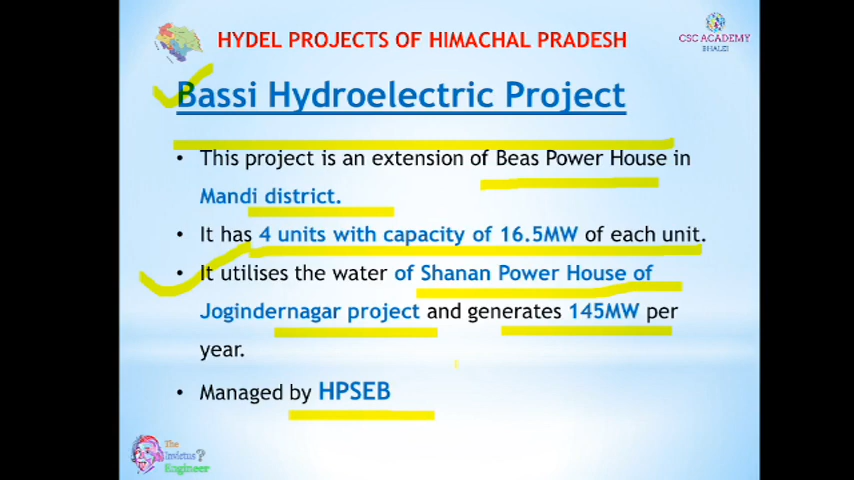 HYDEL PROJECTS OF HIMACHAL PRADESH
CSC ACADEMY
BHALEI
Bassi Hydroelectric Project
• This project is an extension of Beas Power House in
Mandi district.
• It has 4 units with capacity of 16.5MW of each unit.
• It utilises the water of Shanan Power House of
Jogindernagar project and generates 145MW per
year.
• Managed by HPSEB
The
Invictus
Engineer